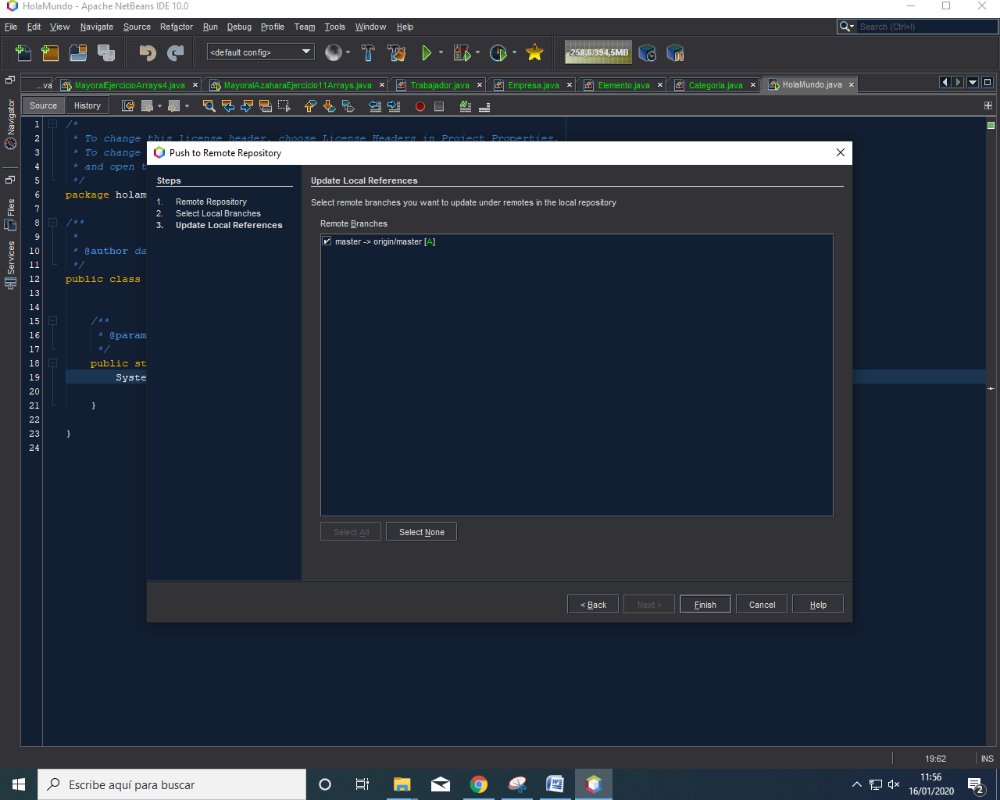 HolaMundo - Apache NetBeans IDE 10.0
File Edit View Navigate Source Refactor Run Debug Profile Team Tools Window Help
Search (Ctrl+I)
<default config>
258,6/394,5MB
...va MayoralEjercicioArrays4.java MayoralAzaharaEjercicio11Arrays.java Trabajador.java Empresa.java Elemento.java Categoria.java HolaMundo.java
Source History
Navigator
Files
Services
1 /*
2 * To change this license header, choose License Headers in Project Properties.
3 * To change
4 * and open t
5 */
6 package holam
7
8 /**
9 *
10 * @author da
11 */
12 public class
13
14
15 /**
16 * @param
17 */
18 public st
19 Syste
20
21 }
22
23 }
24
Push to Remote Repository
Steps
1. Remote Repository
2. Select Local Branches
3. Update Local References
Update Local References
Select remote branches you want to update under remotes in the local repository
Remote Branches
master -> origin/master [A]
Select All Select None
< Back Next > Finish Cancel Help
19:62 INS
Escribe aquí para buscar
11:56
16/01/2020
2